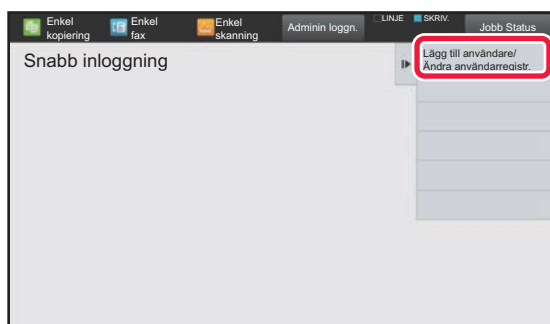 Enkel kopiering
Enkel fax
Enkel skanning
Adminin loggn.
LINJE
SKRIV.
Jobb Status
Snabb inloggning
Lägg till användare/
Ändra användarregistr.